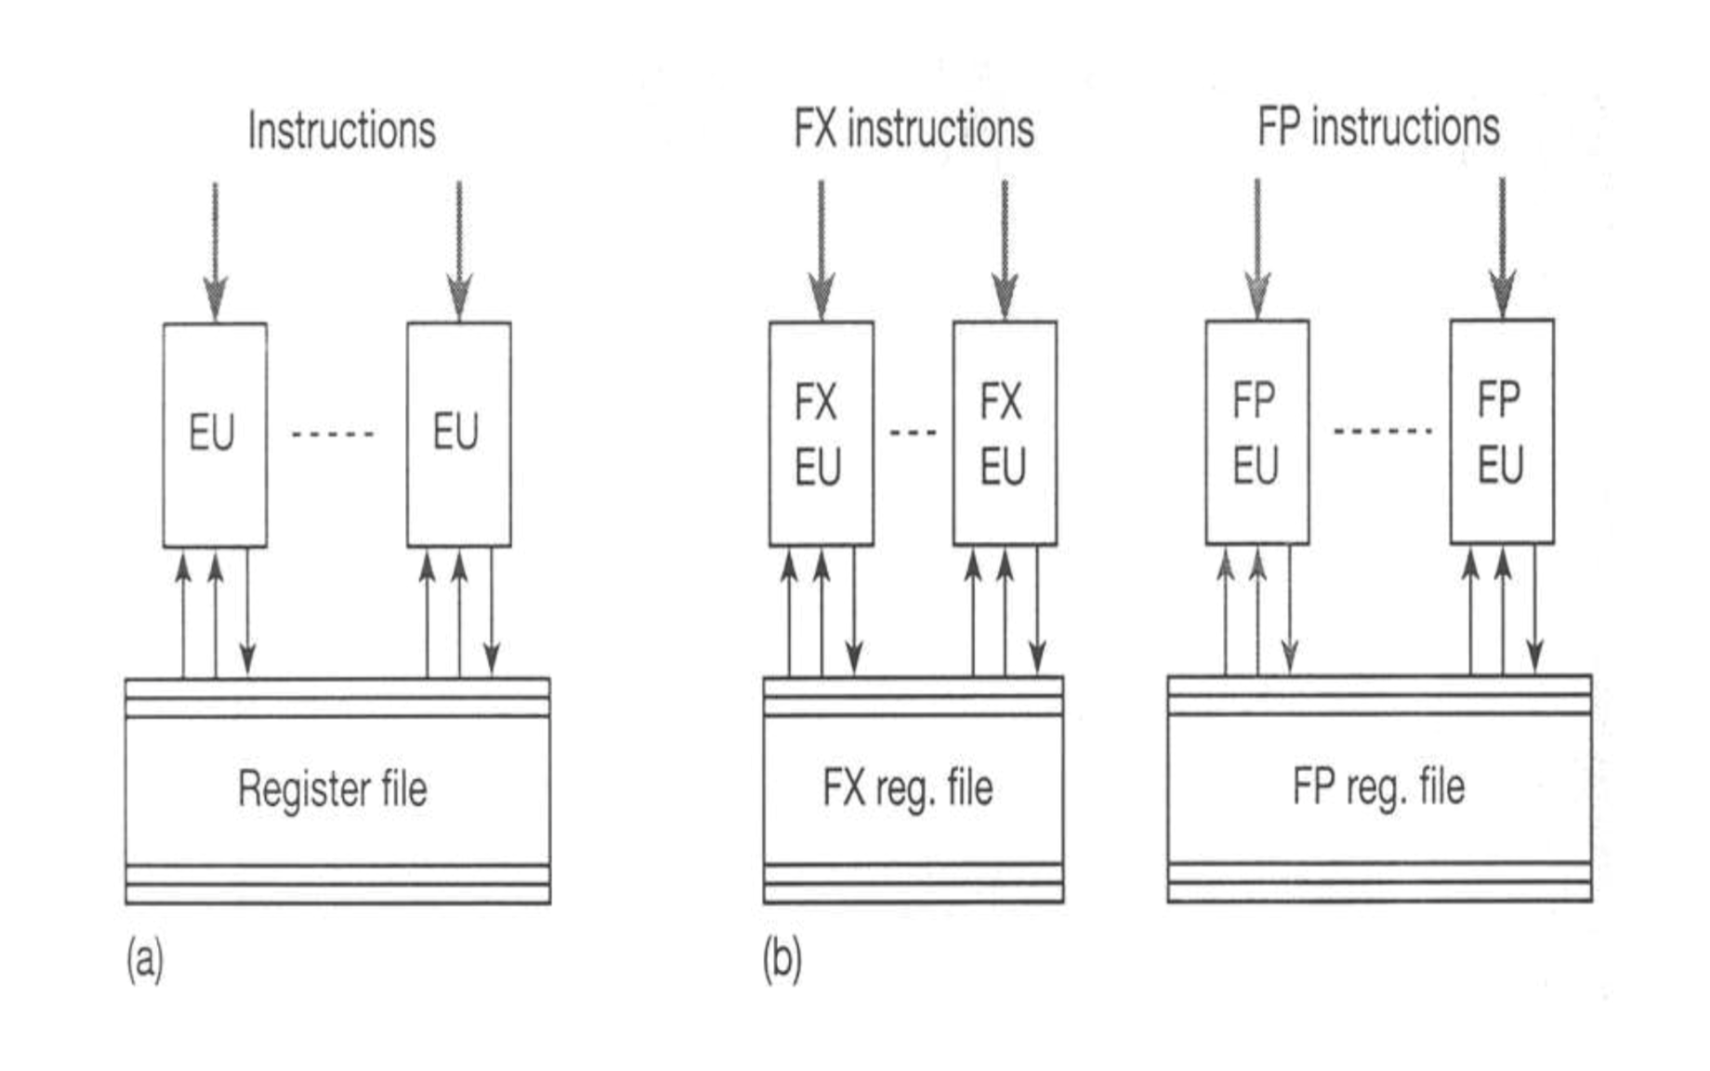 Instructions
EU
EU
Register file
(a)
FX instructions
FX
EU
FX
EU
FX reg. file
(b)
FP instructions
FP
EU
FP
EU
FP reg. file